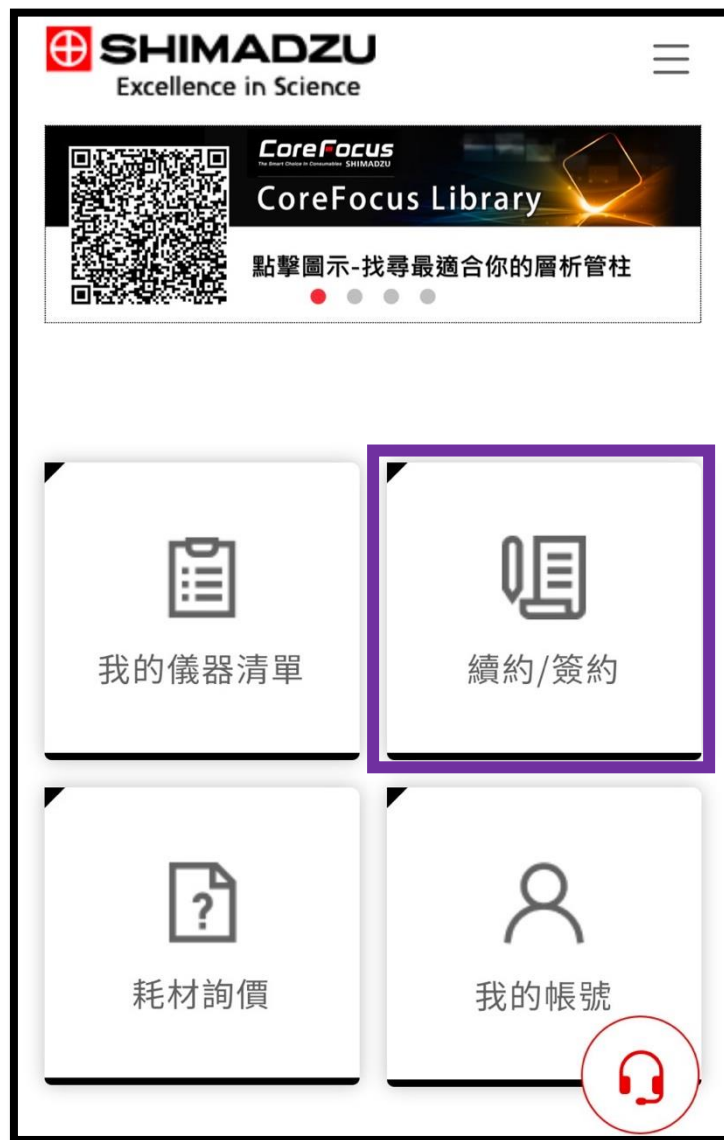 SHIMADZU
Excellence in Science
CoreFocus
The Smart Choice in Consumables SHIMADZU
CoreFocus Library
點擊圖示-找尋最適合你的層析管柱
我的儀器清單
續約/簽約
?
耗材詢價
我的帳號